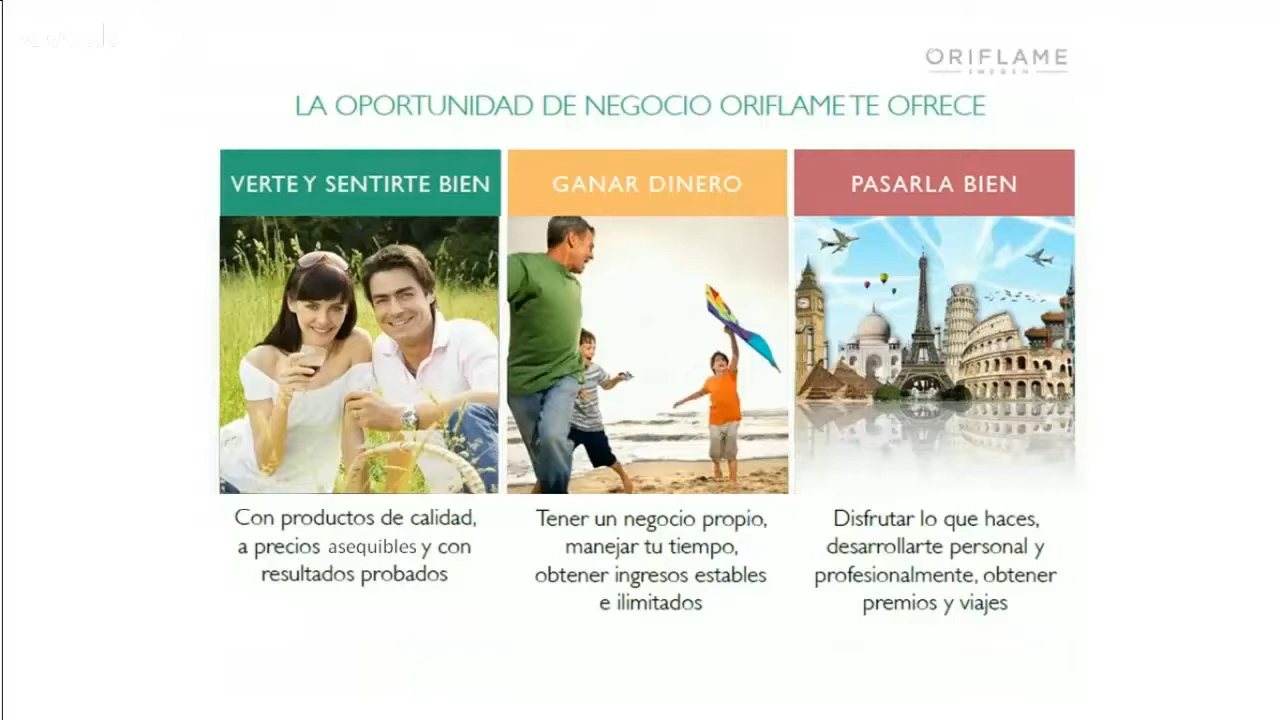 ORIFLAME
SWEDEN
LA OPORTUNIDAD DE NEGOCIO ORIFLAME TE OFRECE
VERTE Y SENTIRTE BIEN
Con productos de calidad,
a precios asequibles y con
resultados probados
GANAR DINERO
Tener un negocio propio,
manejar tu tiempo,
obtener ingresos estables
e ilimitados
PASARLA BIEN
Disfrutar lo que haces,
desarrollarte personal y
profesionalmente, obtener
premios y viajes